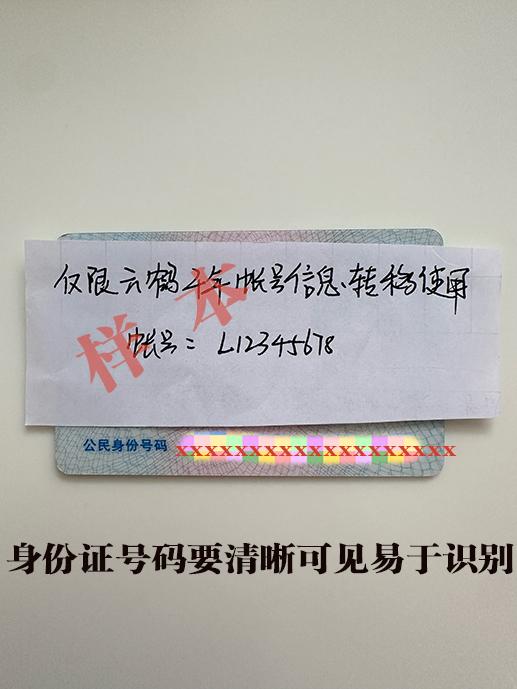 仅限云鹤千年帐号信息转移使用
帐号：L12345678
样本
公民身份号码 xxxxxxxxxxxxxxxxxx
身份证号码要清晰可见易于识别